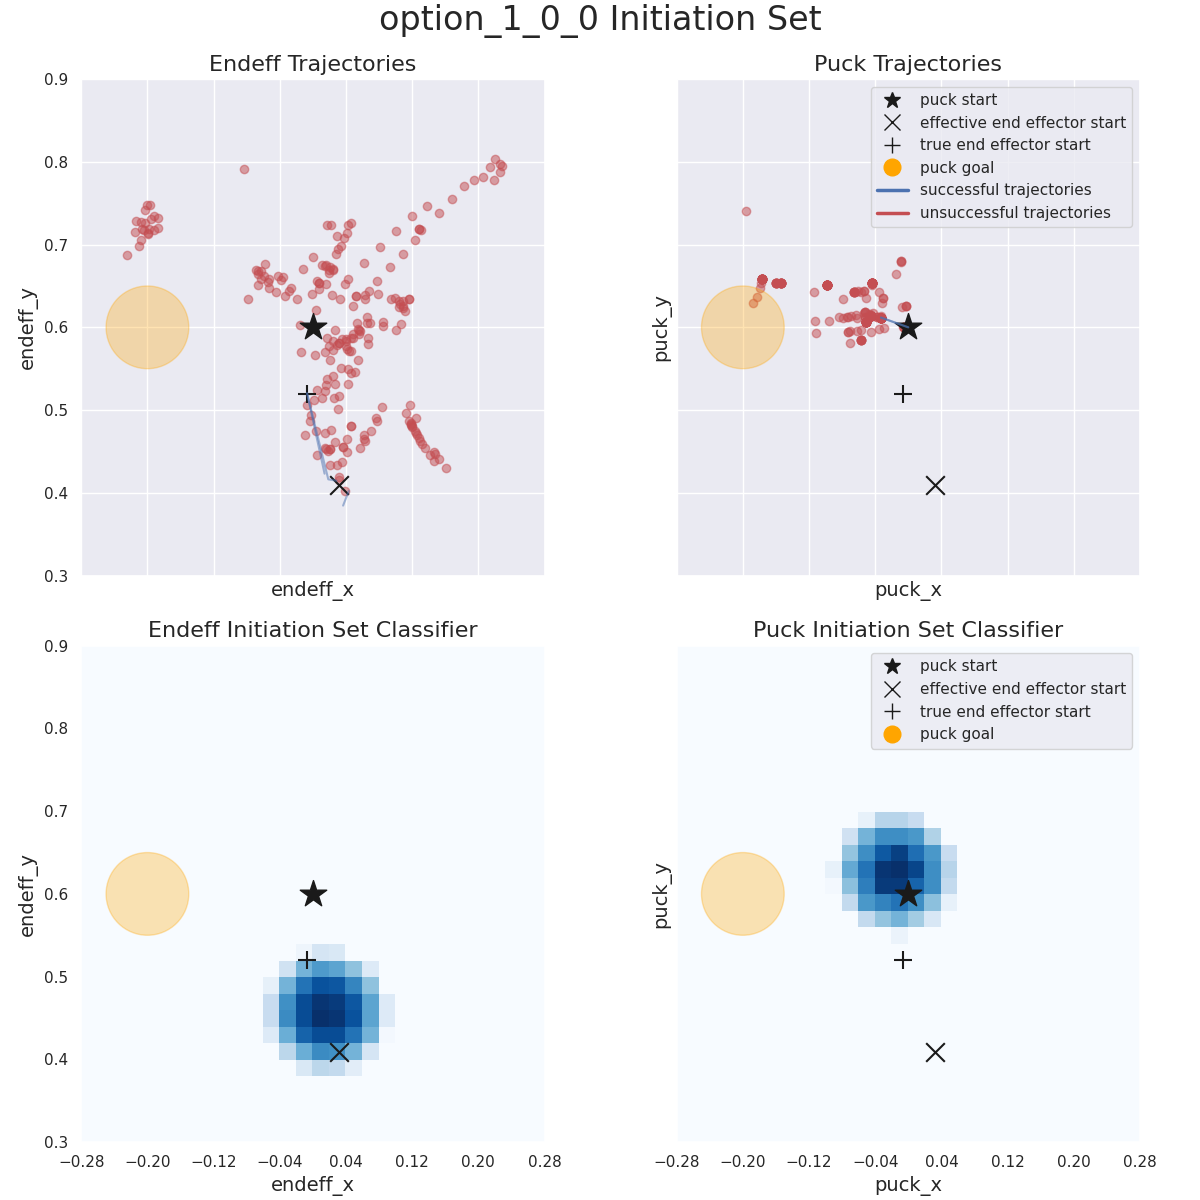 option_1_0_0 Initiation Set
Endeff Trajectories
Puck Trajectories
0.9
0.8
0.7
0.6
0.5
0.4
0.3
endeff_y
endeff_x
puck_y
puck_x
puck start
effective end effector start
true end effector start
puck goal
successful trajectories
unsuccessful trajectories
Endeff Initiation Set Classifier
Puck Initiation Set Classifier
0.9
0.8
0.7
0.6
0.5
0.4
0.3
endeff_y
−0.28 −0.20 −0.12 −0.04 0.04 0.12 0.20 0.28
endeff_x
puck_y
puck start
effective end effector start
true end effector start
puck goal
−0.28 −0.20 −0.12 −0.04 0.04 0.12 0.20 0.28
puck_x